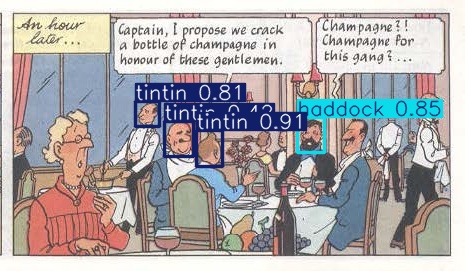 An hour
later...
Captain, I propose we crack
a bottle of champagne in
honour of these gentlemen.
Champagne?!
Champagne for
this gang?...
tintin 0.81
tintin
tintin 0.91
haddock 0.85